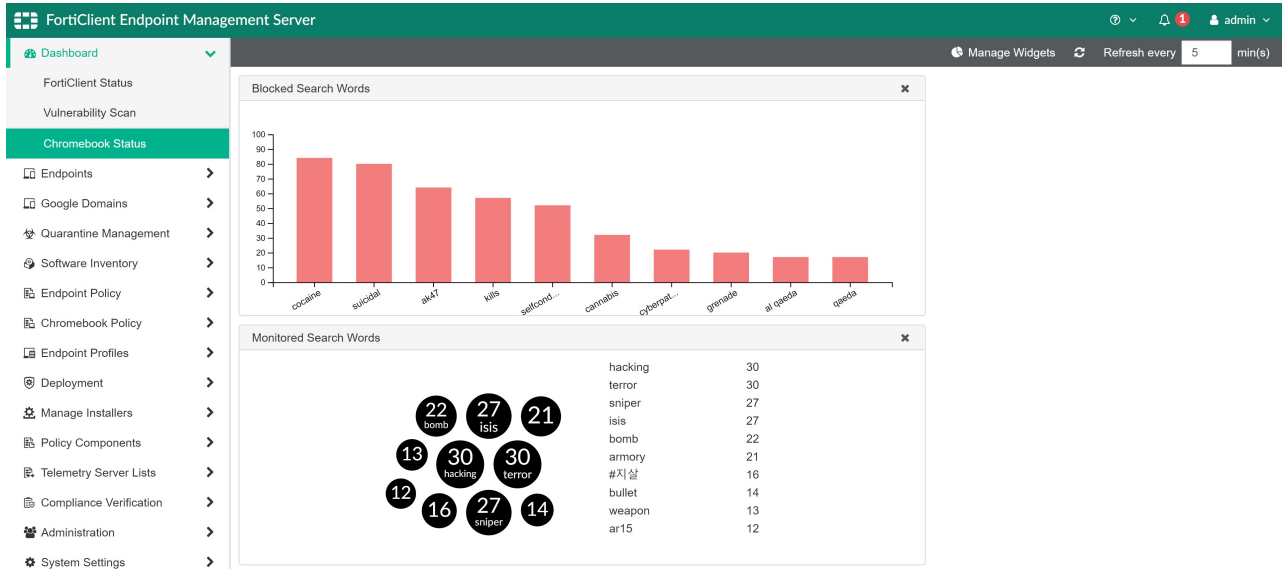 FortiClient Endpoint Management Server
1
admin
Dashboard
Manage Widgets
Refresh every 5 min(s)
FortiClient Status
Vulnerability Scan
Chromebook Status
Endpoints
Google Domains
Quarantine Management
Software Inventory
Endpoint Policy
Chromebook Policy
Endpoint Profiles
Deployment
Manage Installers
Policy Components
Telemetry Server Lists
Compliance Verification
Administration
System Settings
Blocked Search Words
100
90
80
70
60
50
40
30
20
10
0
cocaine
suicidal
ak47
kills
selfcond...
cannabis
cyberpat...
grenade
al qaeda
qaeda
Monitored Search Words
22
bomb
27
isis
21
13
30
hacking
30
terror
12
16
27
sniper
14
hacking 30
terror 30
sniper 27
isis 27
bomb 22
armory 21
#지살 16
bullet 14
weapon 13
ar15 12